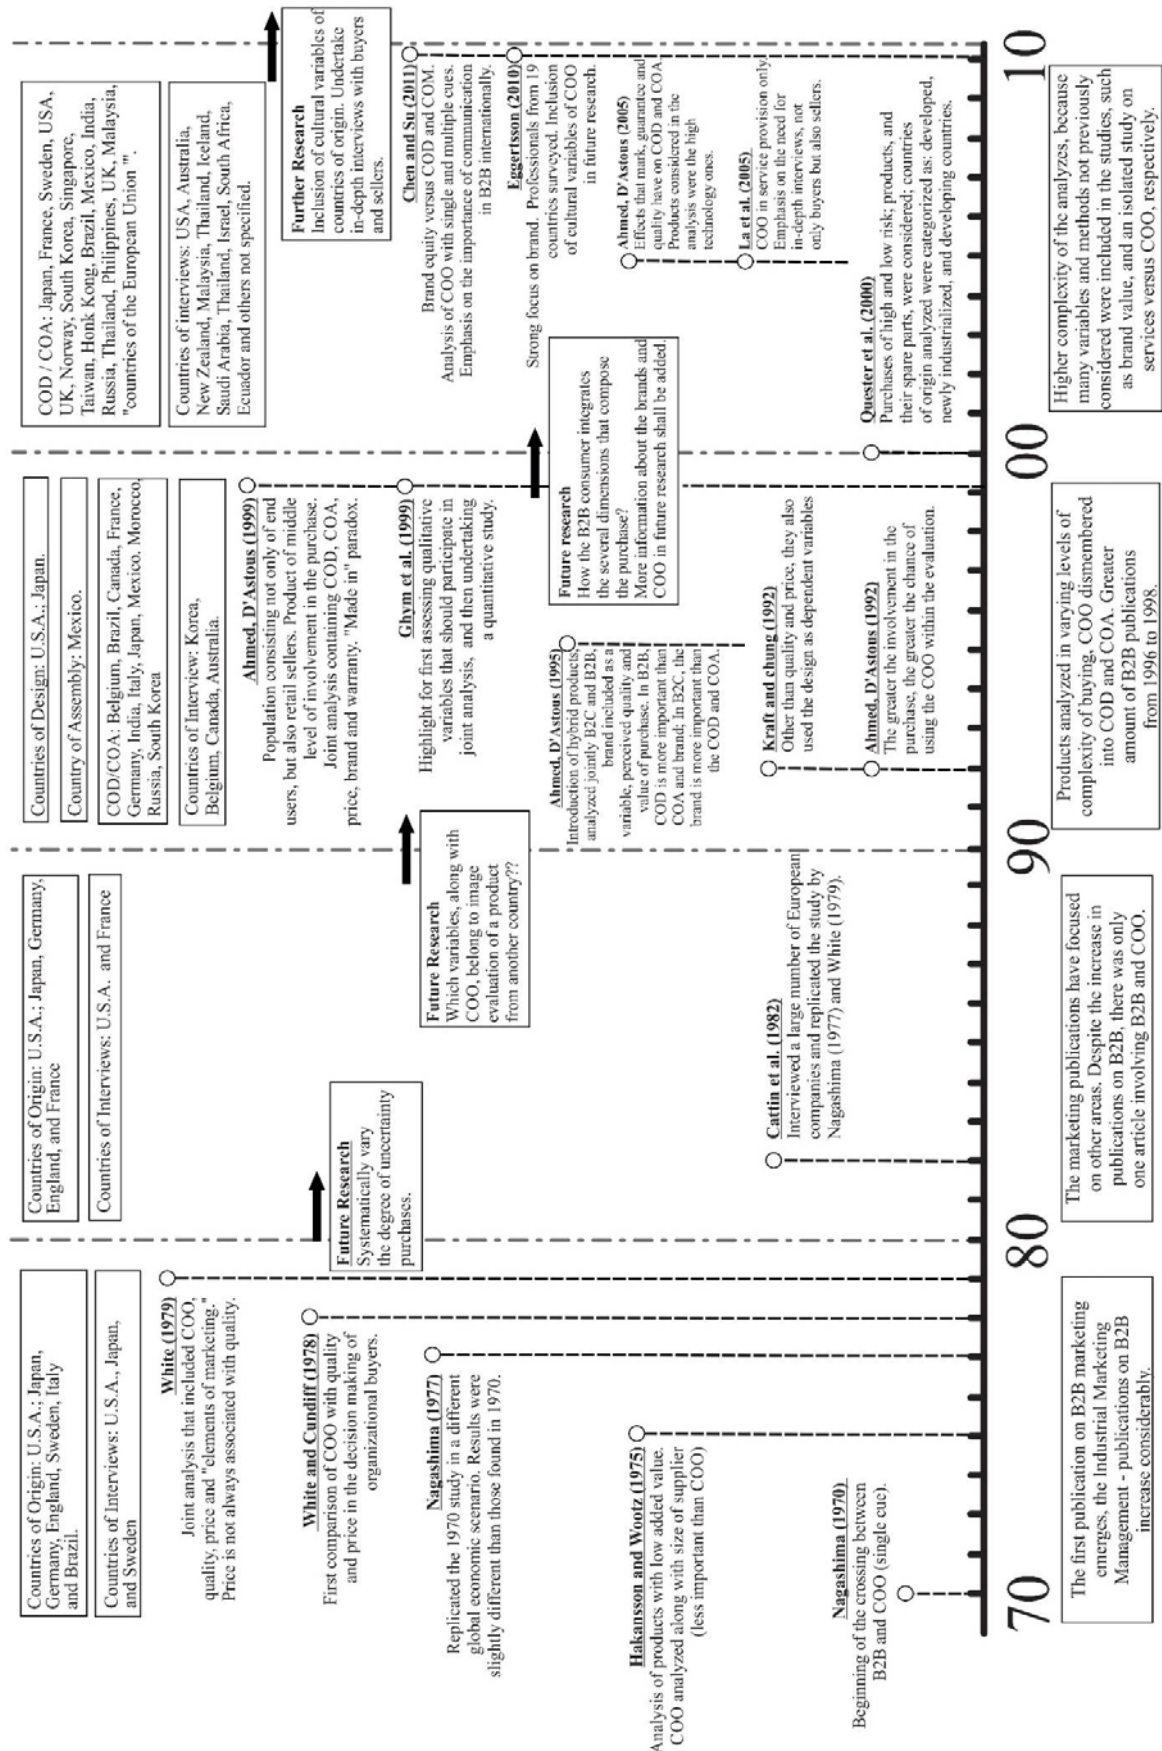 Countries of Origin: U.S.A.; Japan,
Germany, England, Sweden, Italy
and Brazil.
Countries of Interviews: U.S.A., Japan,
and Sweden
White (1979)
Joint analysis that included COO,
quality, price and "elements of marketing."
Price is not always associated with quality.
White and Cundiff (1978)
First comparison of COO with quality
and price in the decision making of
organizational buyers.
Nagashima (1977)
Replicated the 1970 study in a different
global economic scenario. Results were
slightly different than those found in 1970.
Hakansson and Wootz (1975)
Analysis of products with low added value.
COO analyzed along with size of supplier
(less important than COO)
Nagashima (1970)
Beginning of the crossing between
B2B and COO (single cue).
Future Research
Systematically vary
the degree of uncertainty
purchases.
Countries of Origin: U.S.A.; Japan, Germany,
England, and France
Countries of Interviews: U.S.A. and France
Cattin et al. (1982)
Interviewed a large number of European
companies and replicated the study by
Nagashima (1977) and White (1979).
Future Research
Which variables, along with
COO, belong to image
evaluation of a product
from another country??
Countries of Design: U.S.A.; Japan.
Country of Assembly: Mexico.
COD/COA: Belgium, Brazil, Canada, France,
Germany, India, Italy, Japan, Mexico. Morocco,
Russia, South Korea
Countries of Interview: Korea,
Belgium, Canada, Australia.
Ahmed, D'Astous (1999)
Population consisting not only of end
users, but also retail sellers. Product of middle
level of involvement in the purchase.
Joint analysis containing COD, COA,
price, brand and warranty. "Made in" paradox.
Ghym et al. (1999)
Highlight for first assessing qualitative
variables that should participate in
joint analysis, and then undertaking
a quantitative study.
Ahmed, D'Astous (1995)
Introduction of hybrid products,
analyzed jointly B2C and B2B,
brand included as a
variable, perceived quality and
value of purchase. In B2B,
COD is more important than
COA and brand; In B2C, the
brand is more important than
the COD and COA.
Kraft and chung (1992)
Other than quality and price, they also
used the design as dependent variables
Ahmed, D'Astous (1992)
The greater the involvement in the
purchase, the greater the chance of
using the COO within the evaluation.
Future research
How the B2B consumer integrates
the several dimensions that compose
the purchase?
More information about the brands and
COO in future research shall be added.
COD / COA: Japan, France, Sweden, USA,
UK, Norway, South Korea, Singapore,
Taiwan, Honk Kong, Brazil, Mexico, India,
Russia, Thailand, Philippines, UK, Malaysia,
"countries of the European Union "".
Countries of interviews: USA, Australia,
New Zealand, Malaysia, Thailand, Iceland,
Saudi Arabia, Thailand, Israel, South Africa,
Ecuador and others not specified.
Further Research
Inclusion of cultural variables of
countries of origin. Undertake
in-depth interviews with buyers
and sellers.
Chen and Su (2011)
Brand equity versus COD and COM.
Analysis of COO with single and multiple cues.
Emphasis on the importance of communication
in B2B internationally.
Eggertsson (2010)
Strong focus on brand. Professionals from 19
countries surveyed. Inclusion
of cultural variables of COO
in future research.
Ahmed, D'Astous (2005)
Effects that mark, guarantee and
quality have on COD and COA.
Products considered in the
analysis were the high
technology ones.
La et al. (2005)
COO in service provision only.
Emphasis on the need for
in-depth interviews, not
only buyers but also sellers.
Quester et al. (2000)
Purchases of high and low risk; products, and
their spare parts, were considered; countries
of origin analyzed were categorized as: developed,
newly industrialized, and developing countries.
70
80
90
00
10
The first publication on B2B marketing
emerges, the Industrial Marketing
Management - publications on B2B
increase considerably.
The marketing publications have focused
on other areas. Despite the increase in
publications on B2B, there was only
one article involving B2B and COO.
Products analyzed in varying levels of
complexity of buying, COO dismembered
into COD and COA. Greater
amount of B2B publications
from 1996 to 1998.
Higher complexity of the analyzes, because
many variables and methods not previously
considered were included in the studies, such
as brand value, and an isolated study on
services versus COO, respectively.